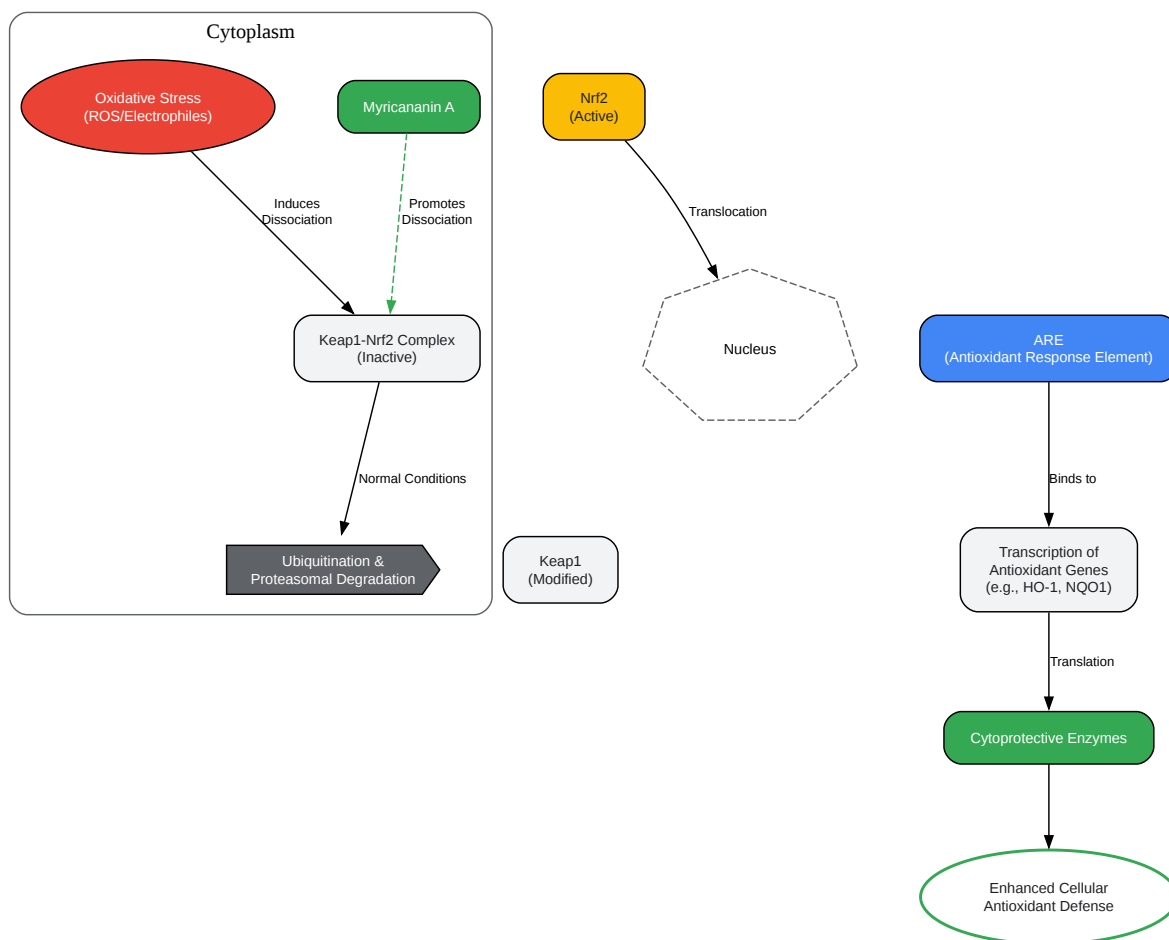 Cytoplasm
Oxidative Stress
(ROS/Electrophiles)
Myricananin A
Nrf2
(Active)
Induces
Dissociation
Promotes
Dissociation
Translocation
Keap1-Nrf2 Complex
(Inactive)
Nucleus
ARE
(Antioxidant Response Element)
Normal Conditions
Binds to
Ubiquitination &
Proteasomal Degradation
Keap1
(Modified)
Transcription of
Antioxidant Genes
(e.g., HO-1, NQO1)
Translation
Cytoprotective Enzymes
Enhanced Cellular
Antioxidant Defense